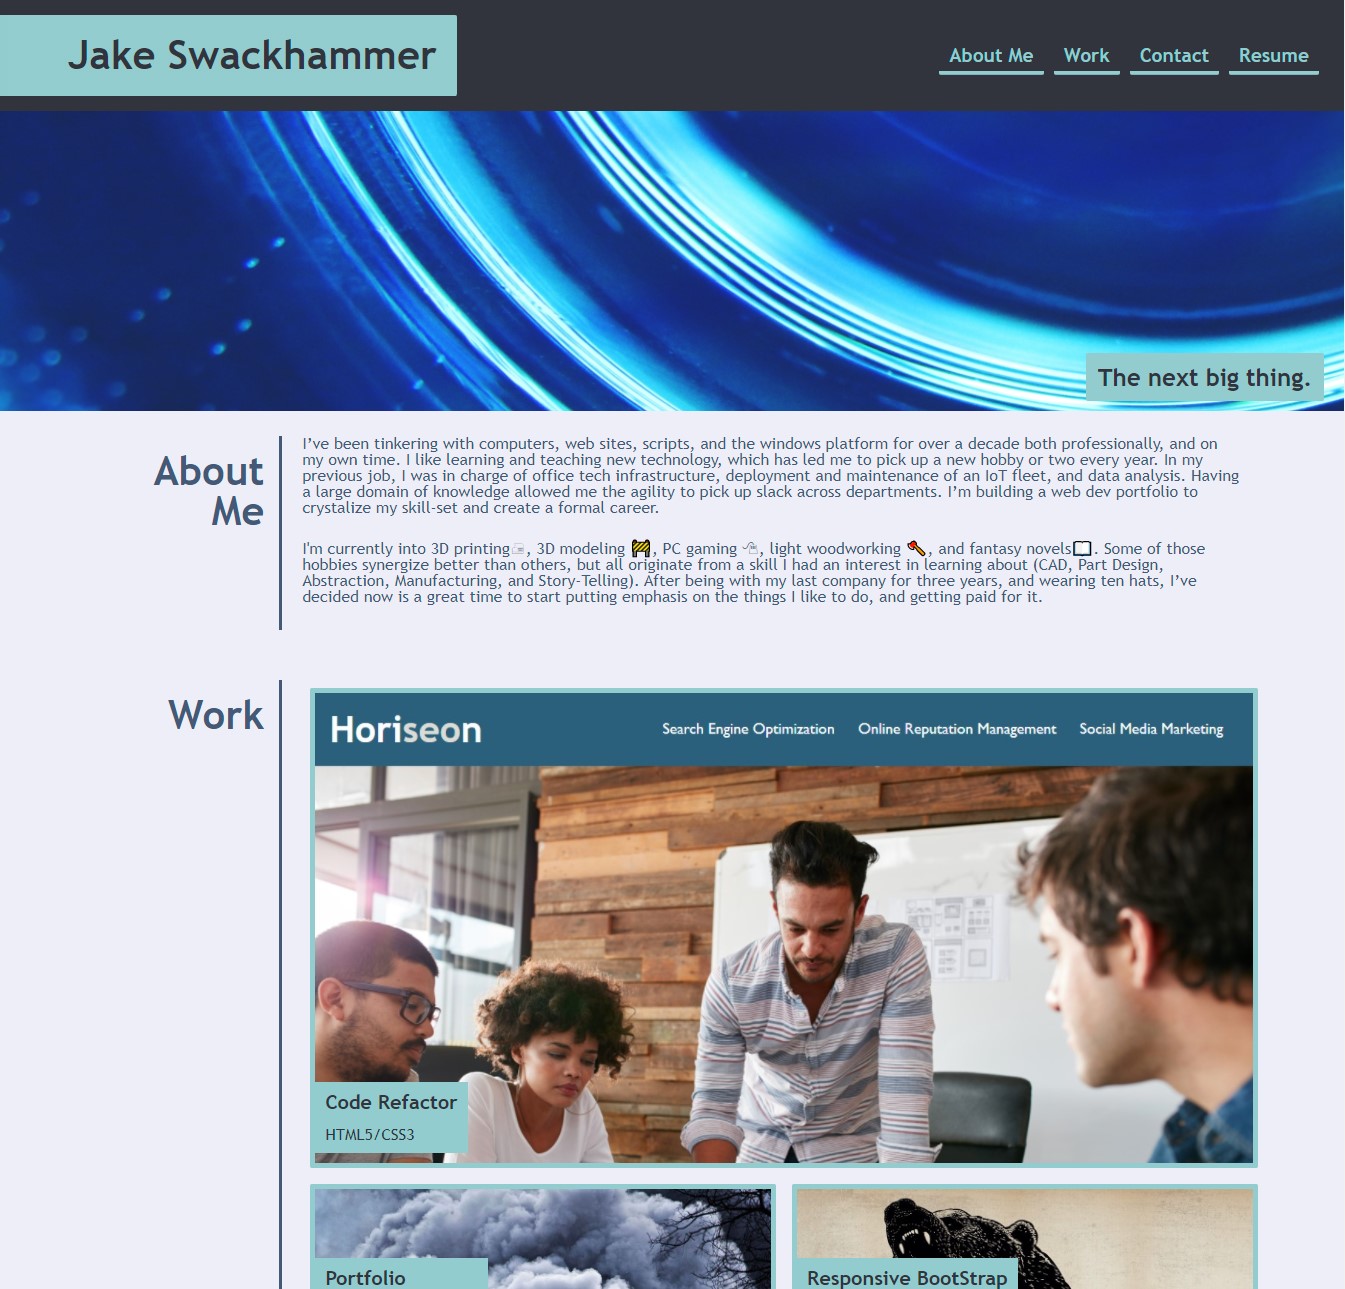 Jake Swackhammer
About Me Work Contact Resume
The next big thing.
About
Me
I’ve been tinkering with computers, web sites, scripts, and the windows platform for over a decade both professionally, and on
my own time. I like learning and teaching new technology, which has led me to pick up a new hobby or two every year. In my
previous job, I was in charge of office tech infrastructure, deployment and maintenance of an IoT fleet, and data analysis. Having
a large domain of knowledge allowed me the agility to pick up slack across departments. I’m building a web dev portfolio to
crystalize my skill-set and create a formal career.
I'm currently into 3D printing, 3D modeling , PC gaming , light woodworking , and fantasy novels. Some of those
hobbies synergize better than others, but all originate from a skill I had an interest in learning about (CAD, Part Design,
Abstraction, Manufacturing, and Story-Telling). After being with my last company for three years, and wearing ten hats, I’ve
decided now is a great time to start putting emphasis on the things I like to do, and getting paid for it.
Work
Horiseon
Search Engine Optimization Online Reputation Management Social Media Marketing
Code Refactor
HTML5/CSS3
Portfolio
Responsive BootStrap